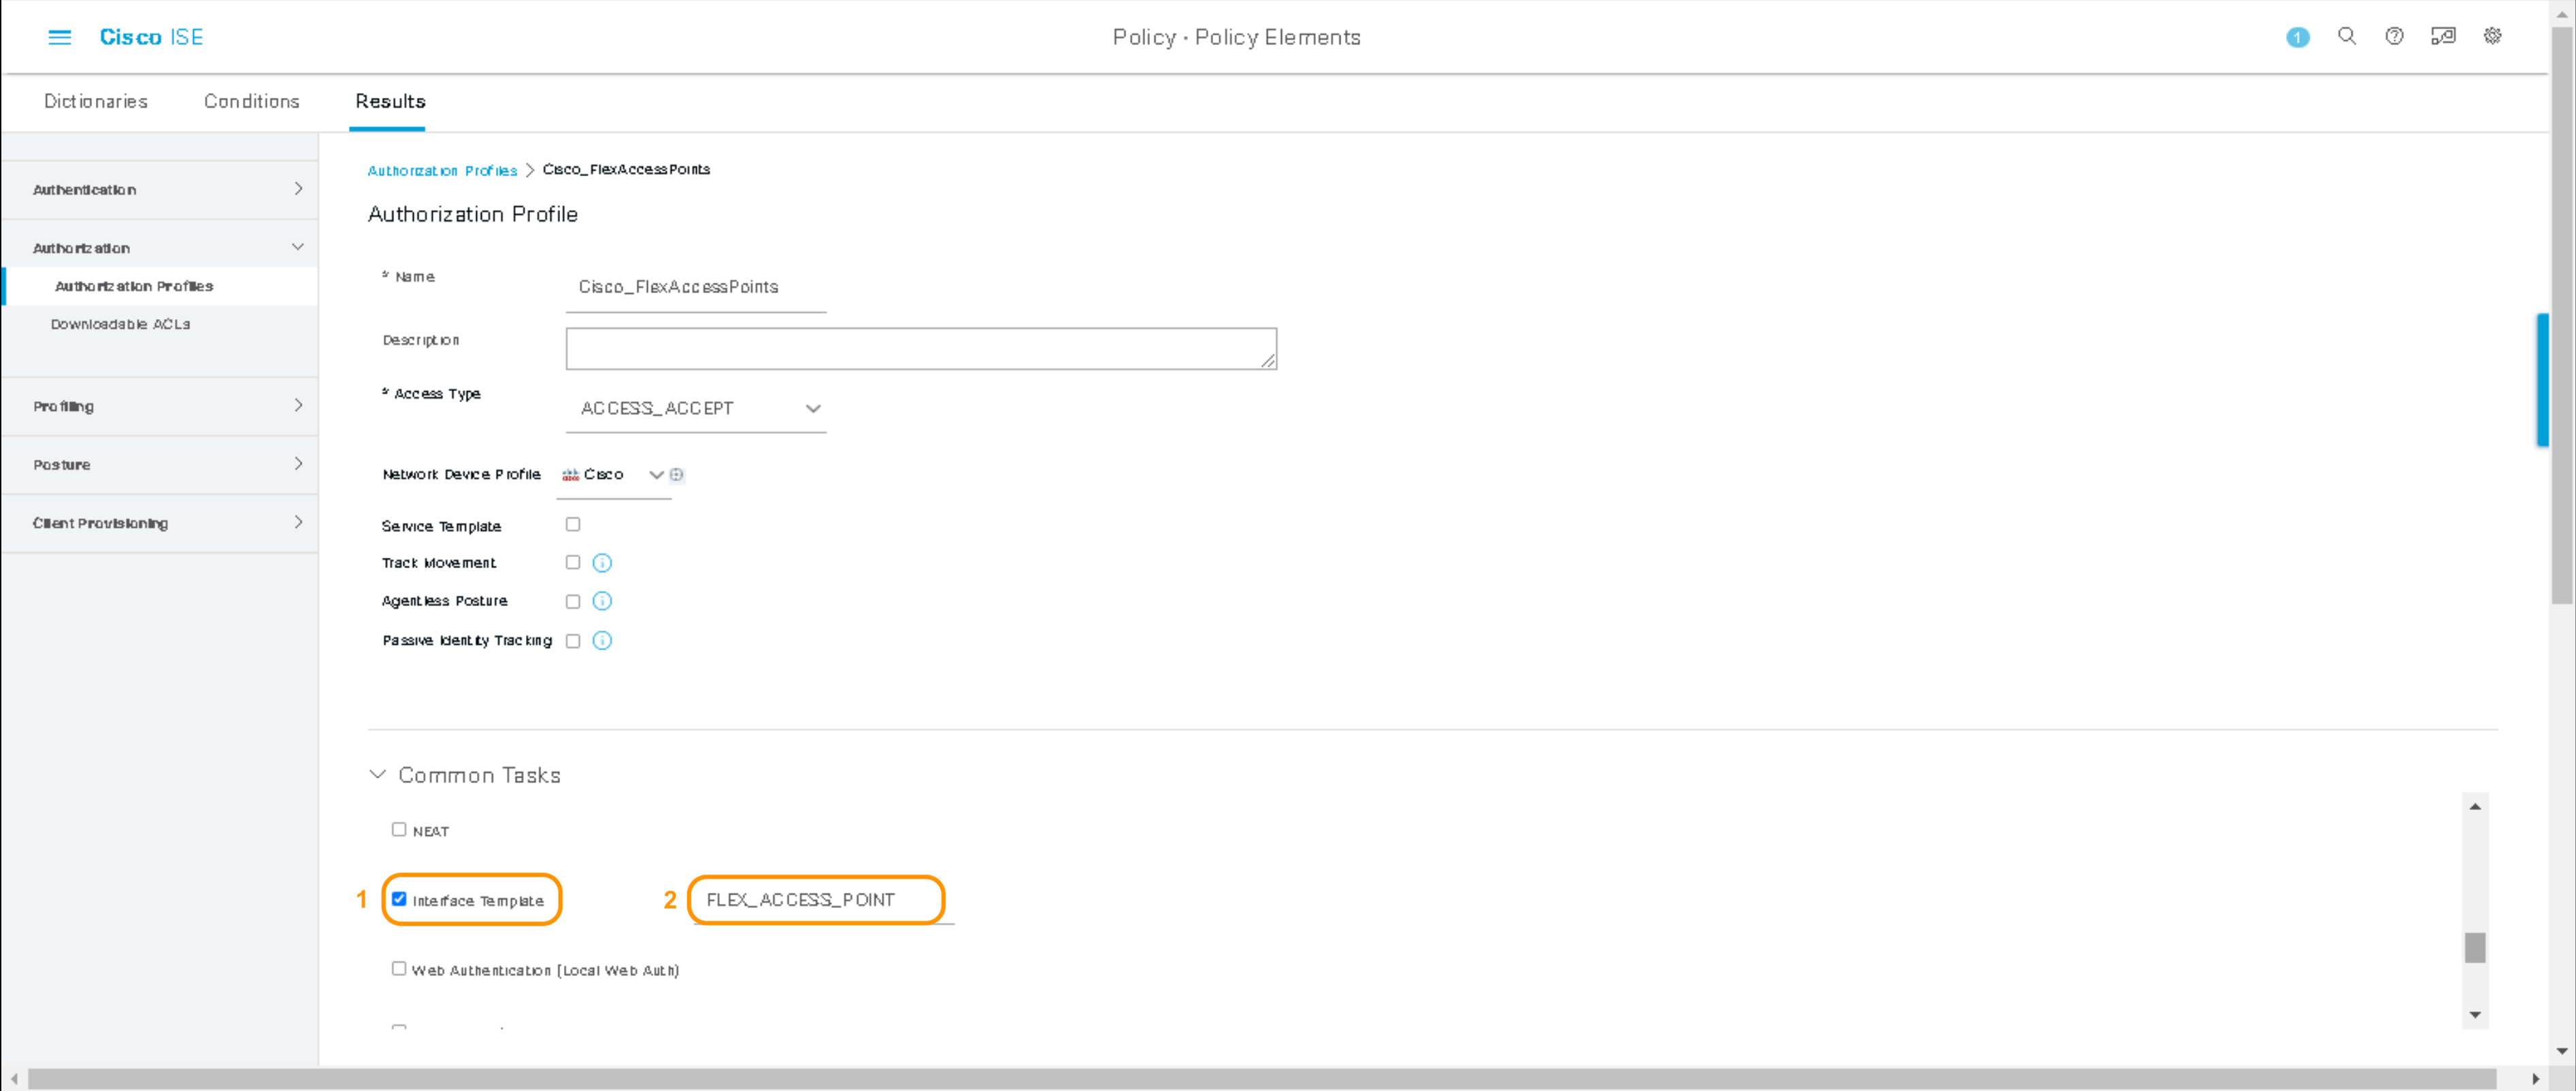 Cisco ISE
Policy · Policy Elements
1
Dictionaries Conditions Results
Authentication
Authorization
Authorization Profiles
Downloadable ACLs
Profiling
Posture
Client Provisioning
Authorization Profiles > Cisco_FlexAccessPoints
Authorization Profile
* Name Cisco_FlexAccessPoints
Description
* Access Type ACCESS_ACCEPT
Network Device Profile Cisco
Service Template
Track Movement
Agentless Posture
Passive Identity Tracking
Common Tasks
NEAT
1 Interface Template 2 FLEX_ACCESS_POINT
Web Authentication (Local Web Auth)